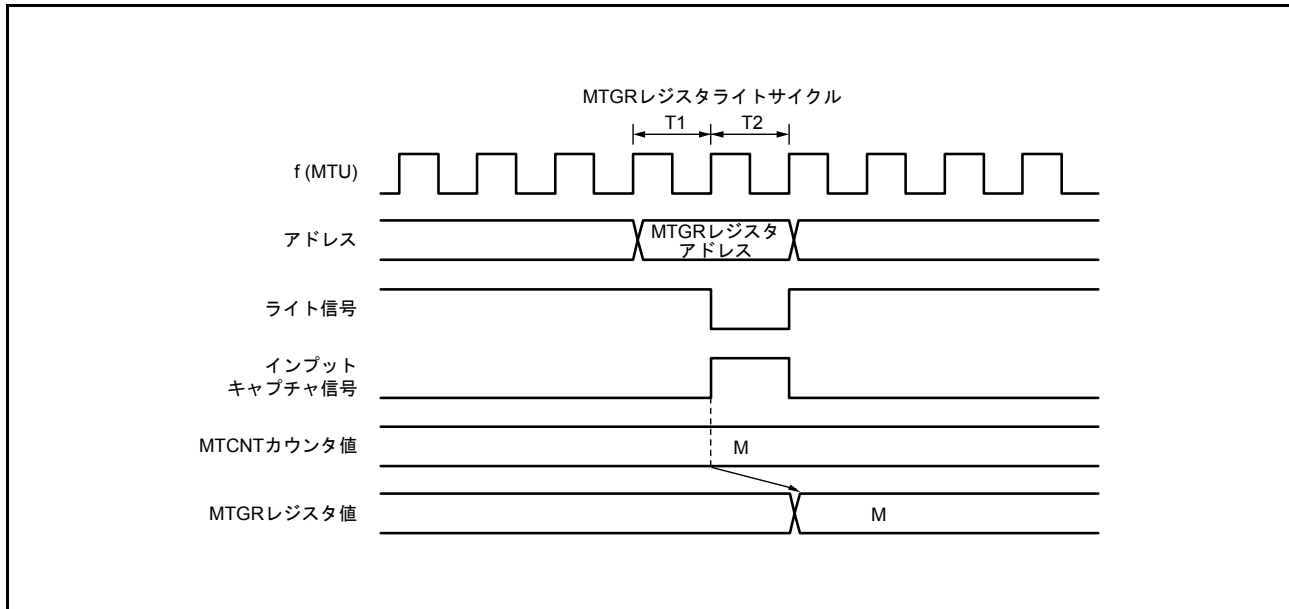 MTGRレジスタライトサイクル
T1 T2
f (MTU)
アドレス
MTGRレジスタ
アドレス
ライト信号
インプット
キャプチャ信号
MTCNTカウンタ値
M
MTGRレジスタ値
M